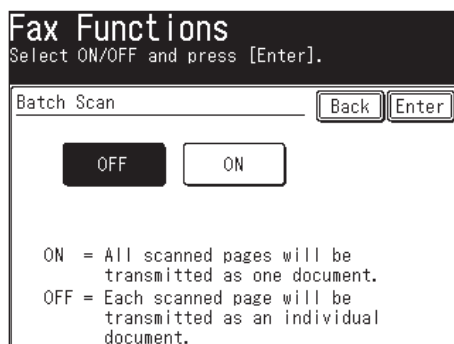 Fax Functions
Select ON/OFF and press [Enter].
Batch Scan Back Enter
OFF ON
ON = All scanned pages will be
transmitted as one document.
OFF = Each scanned page will be
transmitted as an individual
document.